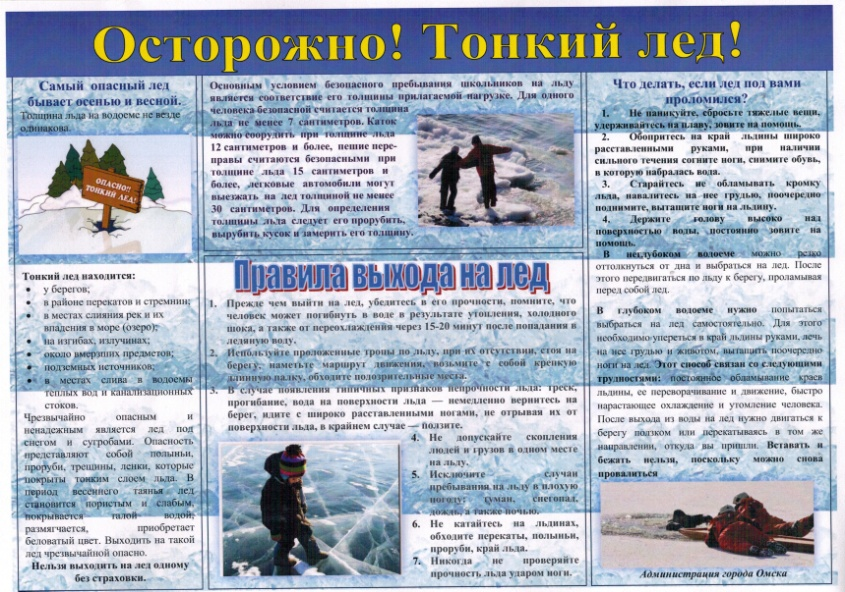 Осторожно! Тонкий лед!
Самый опасный лед
бывает осенью и весной.
Толщина льда на водоеме не везде
одинакова.
ОПАСНО!!
ТОНКИЙ ЛЕД!
Тонкий лед находится:
• у берегов;
• в районе перекатов и стремнин;
• в местах слияния рек и их
впадения в море (озеро);
• на изгибах, излучинах;
• около вмерзших предметов;
• подземных источников;
• в местах слива в водоемы
теплых вод и канализационных
стоков.
Чрезвычайно опасным и
ненадежным является лед под
снегом и сугробами. Опасность
представляют собой полыньи,
проруби, трещины, лунки, которые
покрыты тонким слоем льда. В
период весеннего таянья лед
становится пористым и слабым,
покрывается талой водой,
размягчается, приобретает
беловатый цвет. Выходить на такой
лед чрезвычайно опасно.
Нельзя выходить на лед одному
без страховки.
Основным условием безопасного пребывания школьников на льду
является соответствие его толщины прилагаемой нагрузке. Для одного
человека безопасной считается толщина
льда не менее 7 сантиметров. Каток
можно соорудить при толщине льда
12 сантиметров и более, пешие пере-
правы считаются безопасными при
толщине льда 15 сантиметров и
более, легковые автомобили могут
выезжать на лед толщиной не менее
30 сантиметров. Для определения
толщины льда следует его прорубить,
вырубить кусок и замерить его толщину.
Правила выхода на лед
1. Прежде чем выйти на лед, убедитесь в его прочности, помните, что
человек может погибнуть в воде в результате утопления, холодного
шока, а также от переохлаждения через 15-20 минут после попадания в
ледяную воду.
2. Используйте проложенные тропы по льду, при их отсутствии, стоя на
берегу, наметьте маршрут движения, возьмите с собой крепкую
длинную палку, обходите подозрительные места.
3. В случае появления типичных признаков непрочности льда: треск,
прогибание, вода на поверхности льда — немедленно вернитесь на
берег, идите с широко расставленными ногами, не отрывая их от
поверхности льда, в крайнем случае — ползите.
4. Не допускайте скопления
людей и грузов в одном месте
на льду.
5. Исключите случаи
пребывания на льду в плохую
погоду: туман, снегопад,
дождь, а также ночью.
6. Не катайтесь на льдинах,
обходите перекаты, полыньи,
проруби, край льда.
7. Никогда не проверяйте
прочность льда ударом ноги.
Что делать, если лед под вами
проломился?
1. Не паникуйте, сбросьте тяжелые вещи,
удерживайтесь на плаву, зовите на помощь.
2. Обопритесь на край льдины широко
расставленными руками, при наличии
сильного течения согните ноги, снимите обувь,
в которую набралась вода.
3. Старайтесь не обламывать кромку
льда, навалитесь на нее грудью, поочередно
поднимите, вытащите ноги на льдину.
4. Держите голову высоко над
поверхностью воды, постоянно зовите на
помощь.
В неглубоком водоеме можно резко
оттолкнуться от дна и выбраться на лед. После
этого передвигаться по льду к берегу, проламывая
перед собой лед.
В глубоком водоеме нужно попытаться
выбраться на лед самостоятельно. Для этого
необходимо упереться в край льдины руками, лечь
на нее грудью и животом, вытащить поочередно
ноги на лед. Этот способ связан со следующими
трудностями: постоянное обламывание краев
льдины, ее переворачивание и движение, быстро
нарастающее охлаждение и утомление человека.
После выхода из воды на лед нужно двигаться к
берегу ползком или перекатываясь в том же
направлении, откуда вы пришли. Вставать и
бежать нельзя, поскольку можно снова
провалиться
Администрация города Омска